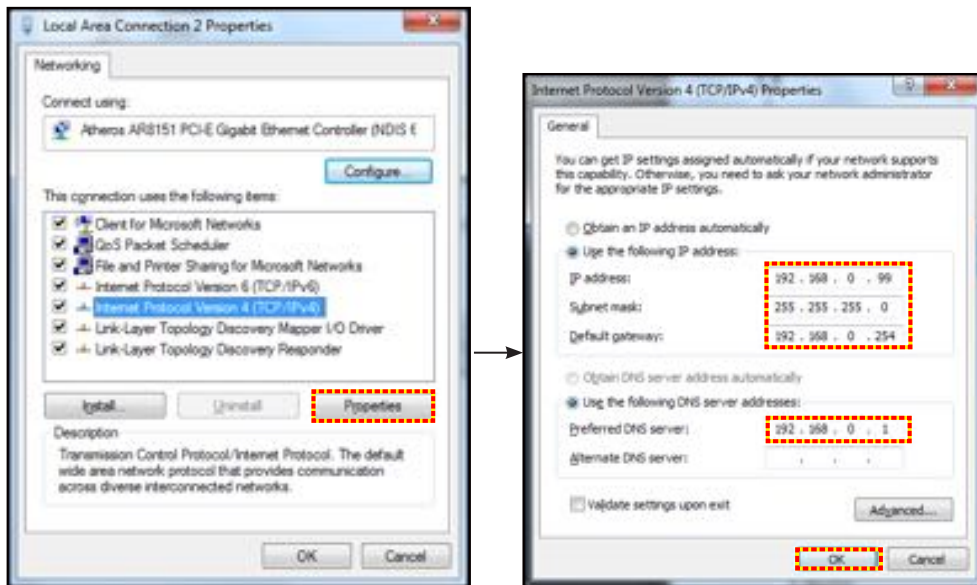 Local Area Connection 2 Properties
Networking
Connect using:
Atheros AR8151 PCI-E Gigabit Ethernet Controller (NDIS 6
Configure...
This connection uses the following items:
Client for Microsoft Networks
QoS Packet Scheduler
File and Printer Sharing for Microsoft Networks
Internet Protocol Version 6 (TCP/IPv6)
Internet Protocol Version 4 (TCP/IPv4)
Link-Layer Topology Discovery Mapper I/O Driver
Link-Layer Topology Discovery Responder
Install...
Uninstall
Properties
Description
Transmission Control Protocol/Internet Protocol. The default
wide area network protocol that provides communication
across diverse interconnected networks.
OK
Cancel
Internet Protocol Version 4 (TCP/IPv4) Properties
General
You can get IP settings assigned automatically if your network supports
this capability. Otherwise, you need to ask your network administrator
for the appropriate IP settings.
Obtain an IP address automatically
Use the following IP address:
IP address: 192 . 168 . 0 . 99
Subnet mask: 255 . 255 . 255 . 0
Default gateway: 192 . 168 . 0 . 254
Obtain DNS server address automatically
Use the following DNS server addresses:
Preferred DNS server: 192 . 168 . 0 . 1
Alternate DNS server: . . .
Validate settings upon exit
Advanced...
OK
Cancel